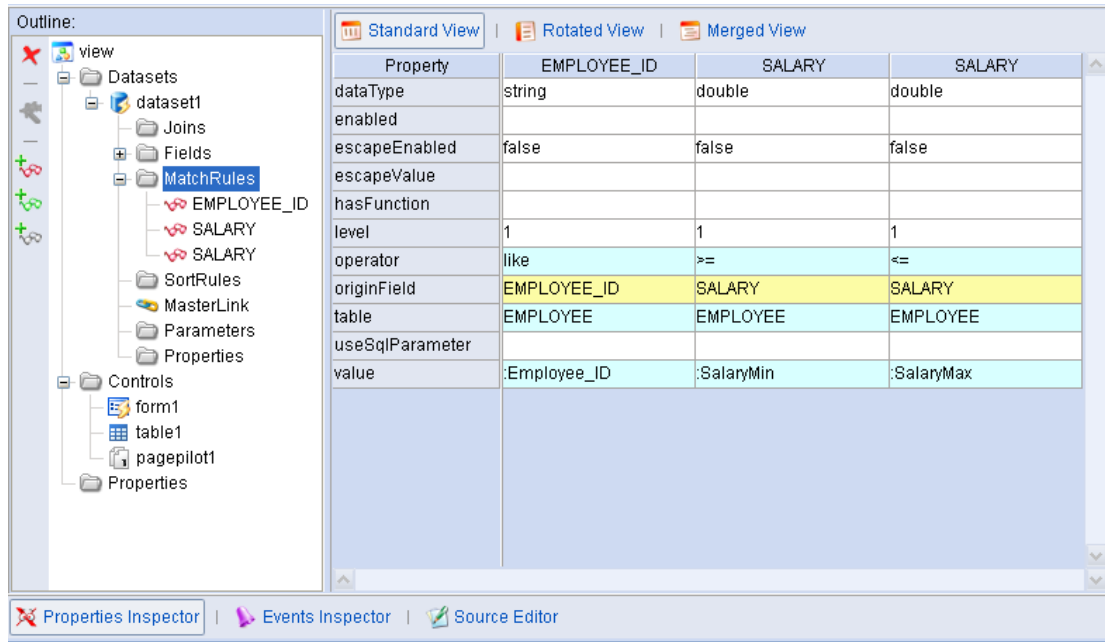 Outline:
view
Datasets
dataset1
Joins
Fields
MatchRules
EMPLOYEE_ID
SALARY
SALARY
SortRules
MasterLink
Parameters
Properties
Controls
form1
table1
pagepilot1
Properties
Standard View | Rotated View | Merged View
Property EMPLOYEE_ID SALARY SALARY
dataType string double double
enabled
escapeEnabled false false false
escapeValue
hasFunction
level 1 1 1
operator like >= <=
originField EMPLOYEE_ID SALARY SALARY
table EMPLOYEE EMPLOYEE EMPLOYEE
useSqlParameter
value :Employee_ID :SalaryMin :SalaryMax
Properties Inspector | Events Inspector | Source Editor